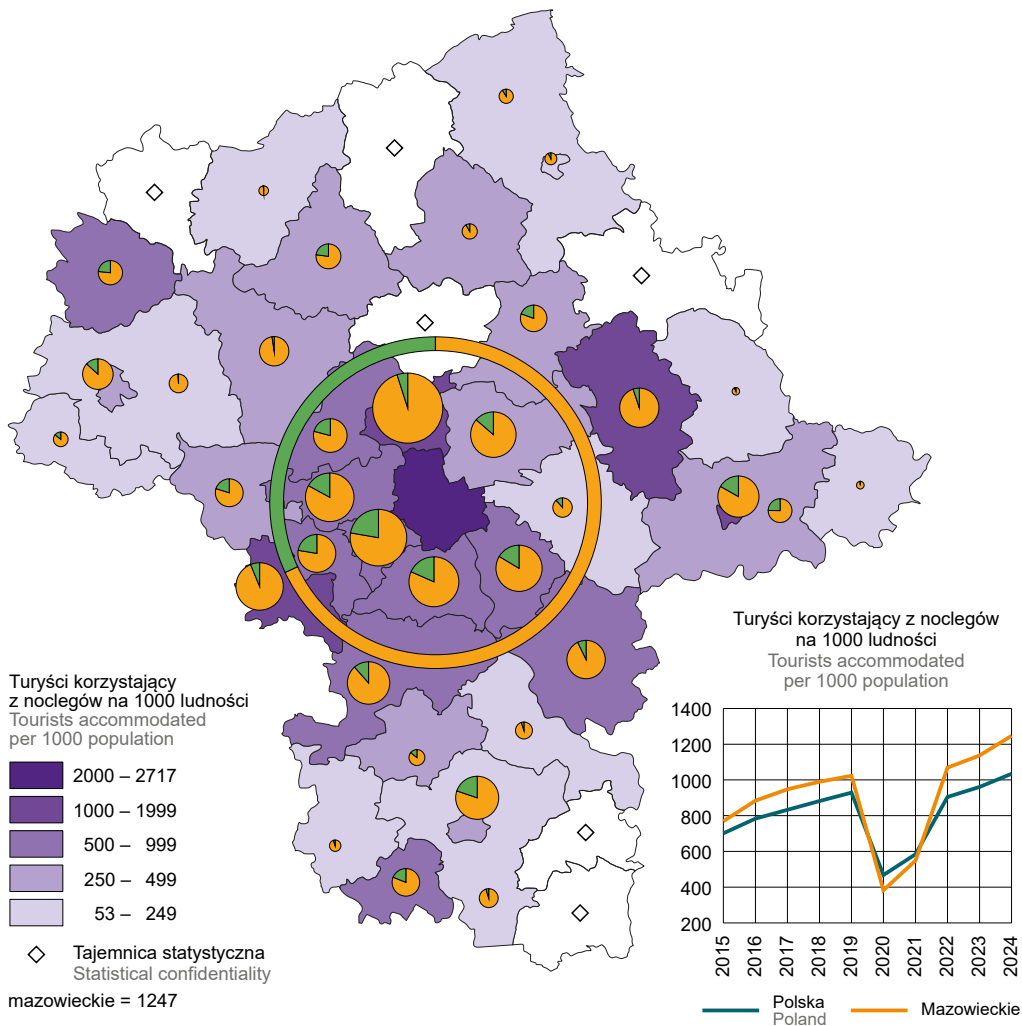 Turyści korzystający
z noclegów na 1000 ludności
Tourists accommodated
per 1000 population
2000 – 2717
1000 – 1999
500 – 999
250 – 499
53 – 249
Tajemnica statystyczna
Statistical confidentiality
mazowieckie = 1247
Turyści korzystający z noclegów
na 1000 ludności
Tourists accommodated
per 1000 population
1400
1200
1000
800
600
400
200
2015
2016
2017
2018
2019
2020
2021
2022
2023
2024
Polska
Poland
Mazowieckie